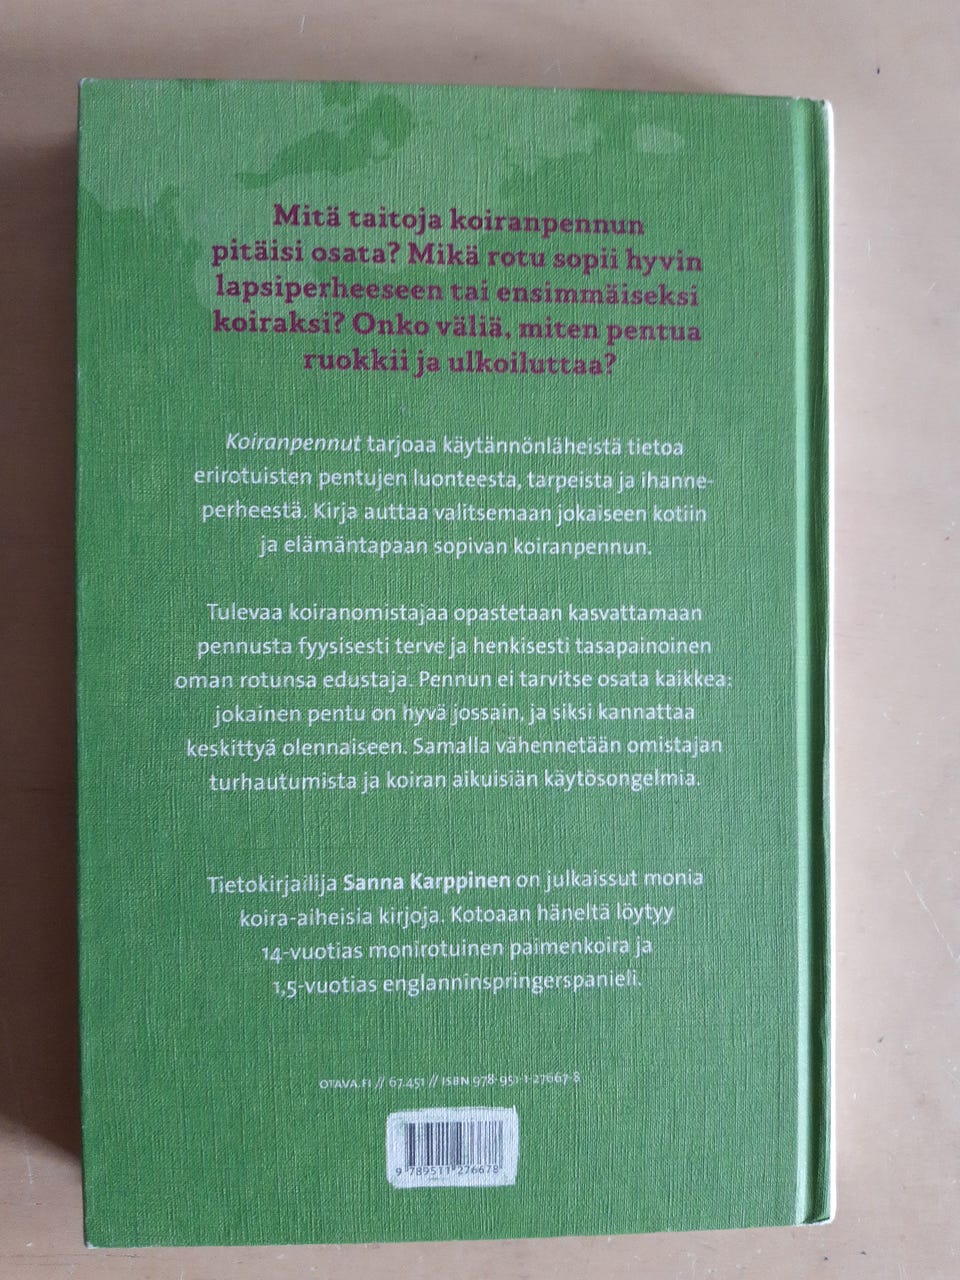 Mitä taitoja koiranpennun
pitäisi osata? Mikä rotu sopii hyvin
lapsiperheeseen tai ensimmäiseksi
koiraksi? Onko väliä, miten pentua
ruokkii ja ulkoiluttaa?
Koiranpennut tarjoaa käytännönläheistä tietoa
erirotuisten pentujen luonteesta, tarpeista ja ihanne-
perheestä. Kirja auttaa valitsemaan jokaiseen kotiin
ja elämäntapaan sopivan koiranpennun.
Tulevaa koiranomistajaa opastetaan kasvattamaan
pennusta fyysisesti terve ja henkisesti tasapainoinen
oman rotunsa edustaja. Pennun ei tarvitse osata kaikkea:
jokainen pentu on hyvä jossain, ja siksi kannattaa
keskittyä olennaiseen. Samalla vähennetään omistajan
turhautumista ja koiran aikuisiän käytösongelmia.
Tietokirjailija Sanna Karppinen on julkaissut monia
koira-aiheisia kirjoja. Kotoaan häneltä löytyy
14-vuotias monirotuinen paimenkoira ja
1,5-vuotias englanninspringerspanieli.
OTAVA.FI // 67.451 // ISBN 978-951-1-27667-8
9 789511 276678